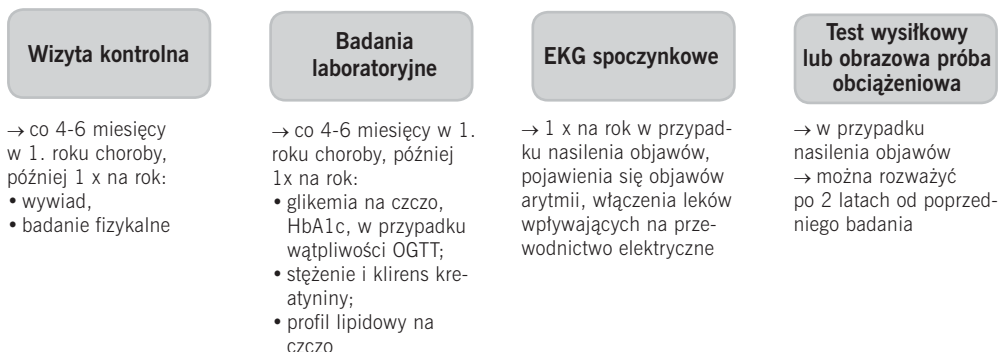 Wizyta kontrolna
→ co 4-6 miesięcy
w 1. roku choroby,
później 1 x na rok:
• wywiad,
• badanie fizykalne
Badania
laboratoryjne
→ co 4-6 miesięcy w 1.
roku choroby, później
1x na rok:
• glikemia na czczo,
HbA1c, w przypadku
wątpliwości OGTT;
• stężenie i klirens kre-
atyniny;
• profil lipidowy na
czczo
EKG spoczynkowe
→ 1 x na rok w przypad-
ku nasilenia objawów,
pojawienia się objawów
arytmii, włączenia leków
wpływających na prze-
wodnictwo elektryczne
Test wysiłkowy
lub obrazowa próba
obciążeniowa
→ w przypadku
nasilenia objawów
→ można rozważyć
po 2 latach od poprzed-
niego badania